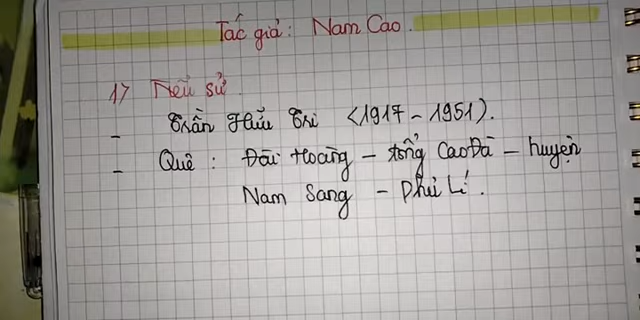 Tác giả: Nam Cao.
1) Tiểu sử.
- Trần Hữu Tri <1917 - 1951).
- Quê: Đài Hoàng - tổng Cao Đà - huyện
Nam Sang - Phủ Lí.